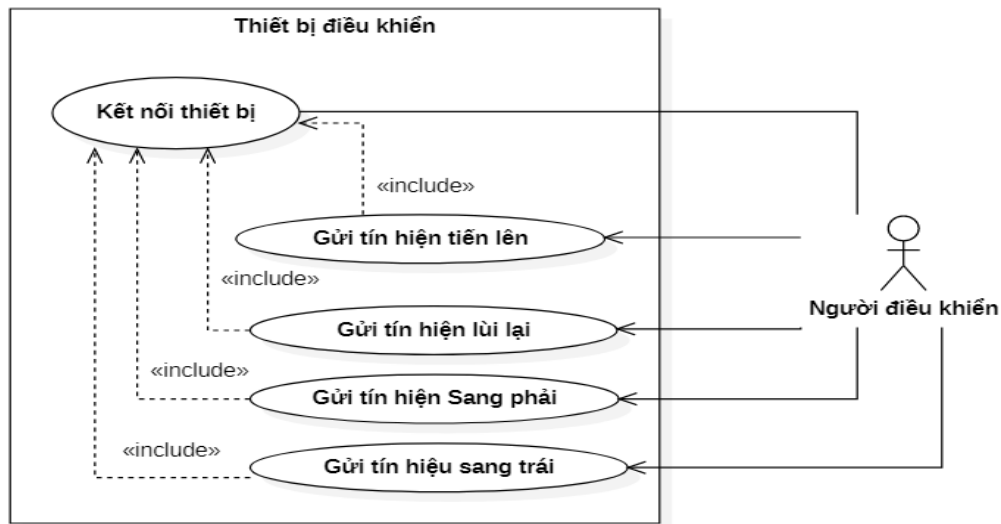 Thiết bị điều khiển
Kết nối thiết bị
«include»
Gửi tín hiện tiến lên
«include»
Người điều khiển
Gửi tín hiện lùi lại
«include»
Gửi tín hiện Sang phải
«include»
Gửi tín hiệu sang trái